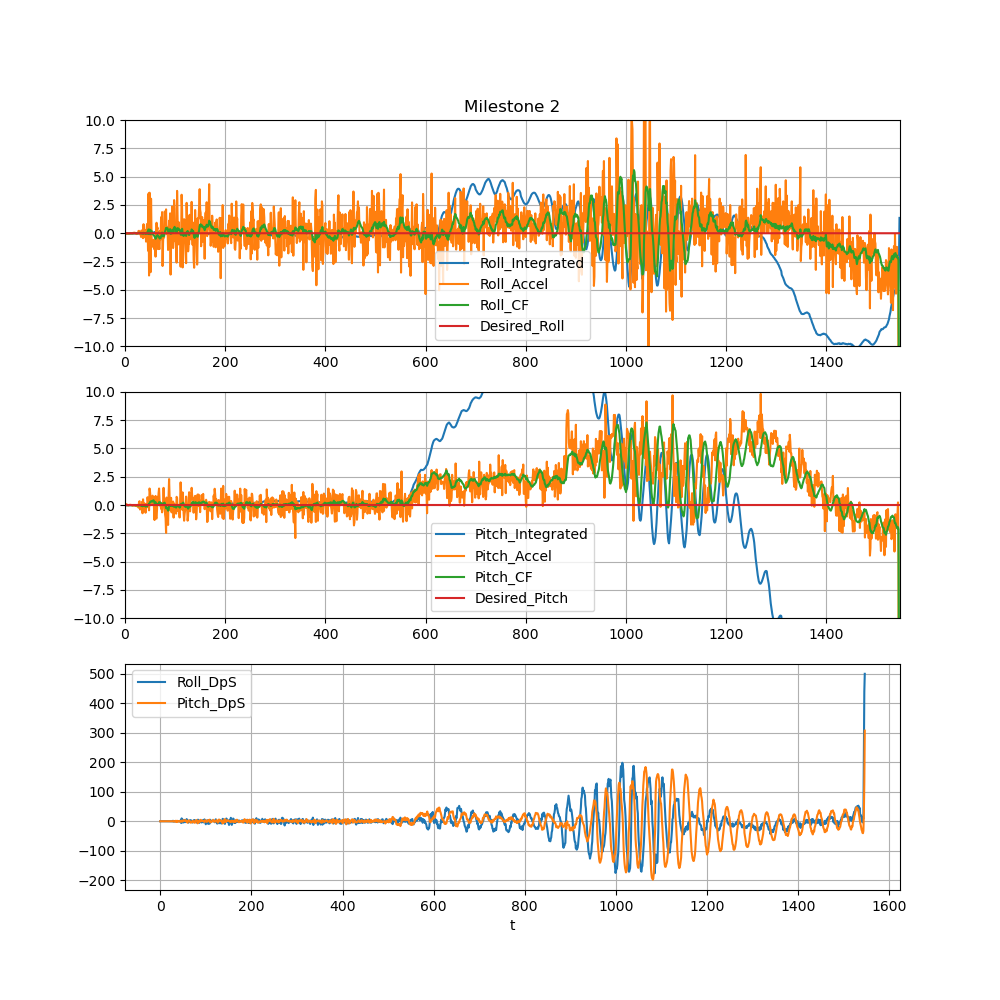 Milestone 2
10.0
7.5
5.0
2.5
0.0
−2.5
−5.0
−7.5
−10.0
Roll_Integrated
Roll_Accel
Roll_CF
Desired_Roll
0 200 400 600 800 1000 1200 1400
10.0
7.5
5.0
2.5
0.0
−2.5
−5.0
−7.5
−10.0
Pitch_Integrated
Pitch_Accel
Pitch_CF
Desired_Pitch
0 200 400 600 800 1000 1200 1400
500
400
300
200
100
0
−100
−200
Roll_DpS
Pitch_DpS
0 200 400 600 800 1000 1200 1400 1600
t